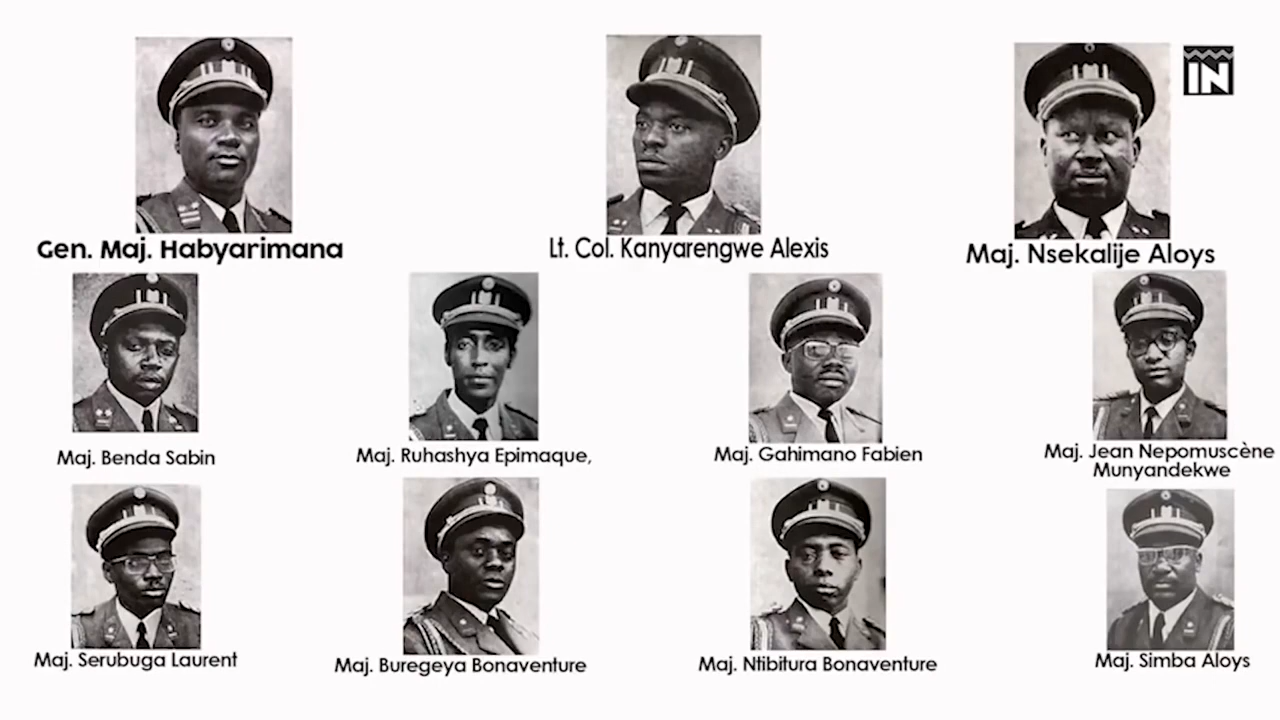 IN
Gen. Maj. Habyarimana
Lt. Col. Kanyarengwe Alexis
Maj. Nsekalije Aloys
Maj. Benda Sabin
Maj. Ruhashya Epimaque,
Maj. Gahimano Fabien
Maj. Jean Nepomuscène
Munyandekwe
Maj. Serubuga Laurent
Maj. Buregeya Bonaventure
Maj. Ntibitura Bonaventure
Maj. Simba Aloys